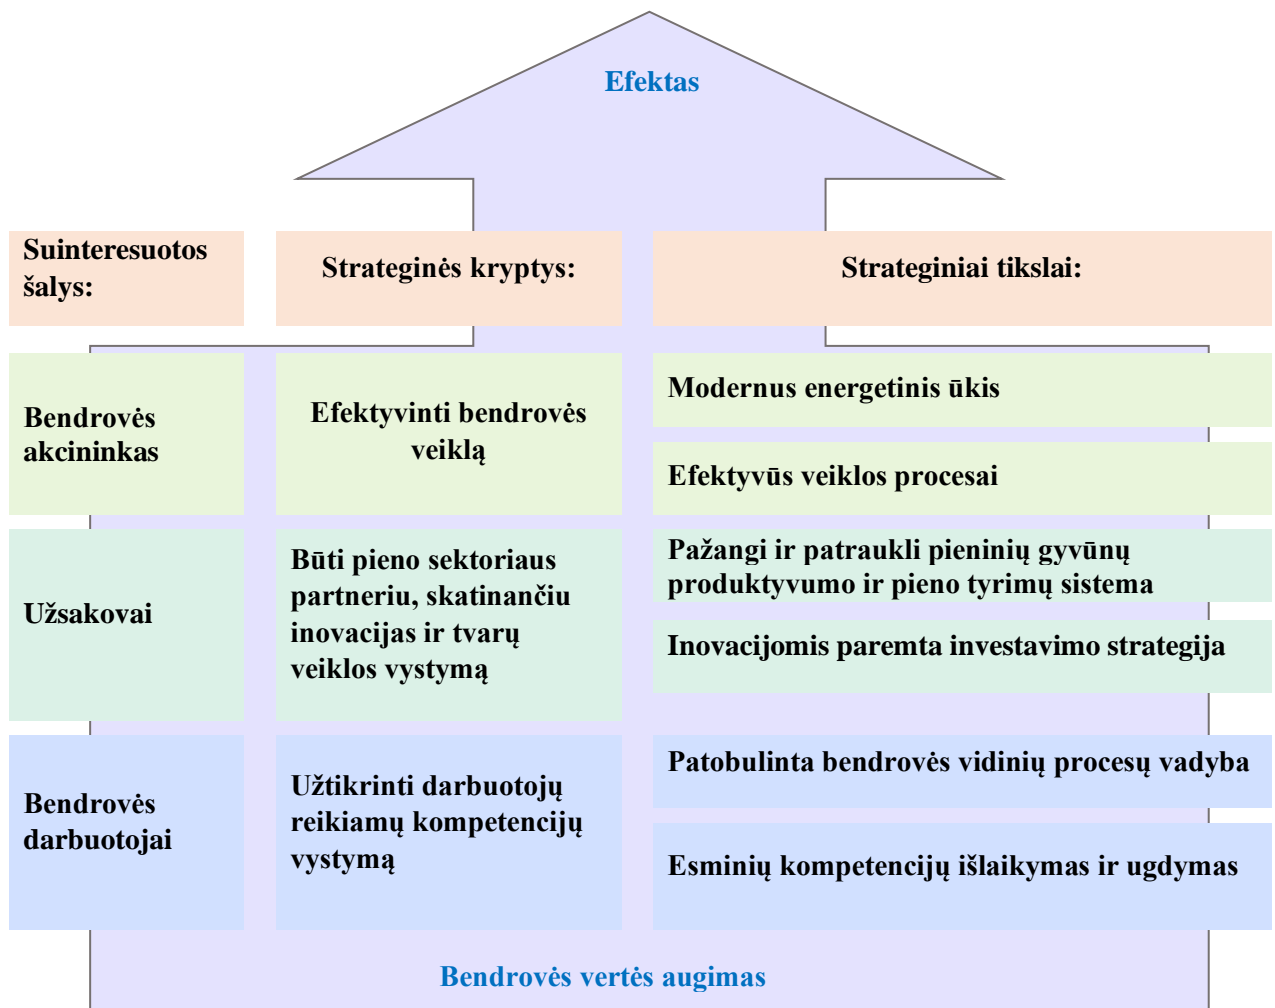 Efektas
Suinteresuotos
šalys:
Strateginės kryptys:
Strateginiai tikslai:
Bendrovės
akcininkas
Efektyvinti bendrovės
veiklą
Modernus energetinis ūkis
Efektyvūs veiklos procesai
Užsakovai
Būti pieno sektoriaus
partneriu, skatinančiu
inovacijas ir tvarų
veiklos vystymą
Pažangi ir patraukli pieninių gyvūnų
produktyvumo ir pieno tyrimų sistema
Inovacijomis paremta investavimo strategija
Bendrovės
darbuotojai
Užtikrinti darbuotojų
reikiamų kompetencijų
vystymą
Patobulinta bendrovės vidinių procesų vadyba
Esminių kompetencijų išlaikymas ir ugdymas
Bendrovės vertės augimas